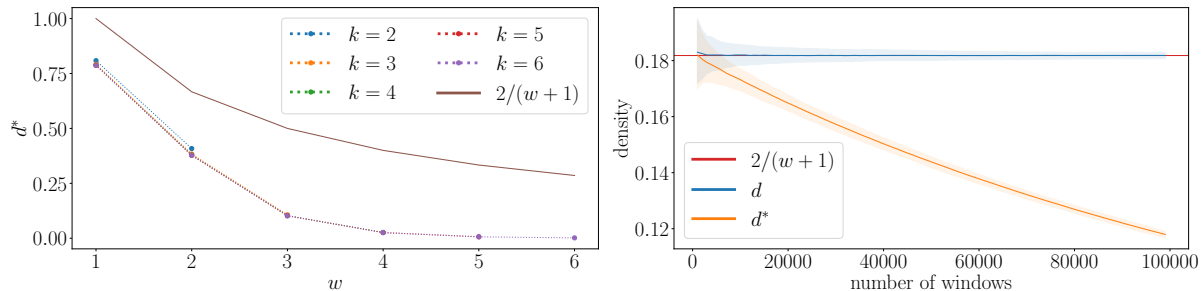 1.00
0.75
0.50
0.25
0.00
d*
1 2 3 4 5 6
w
k = 2
k = 3
k = 4
k = 5
k = 6
2/(w + 1)
0.18
0.16
0.14
0.12
density
0 20000 40000 60000 80000 100000
number of windows
2/(w + 1)
d
d*